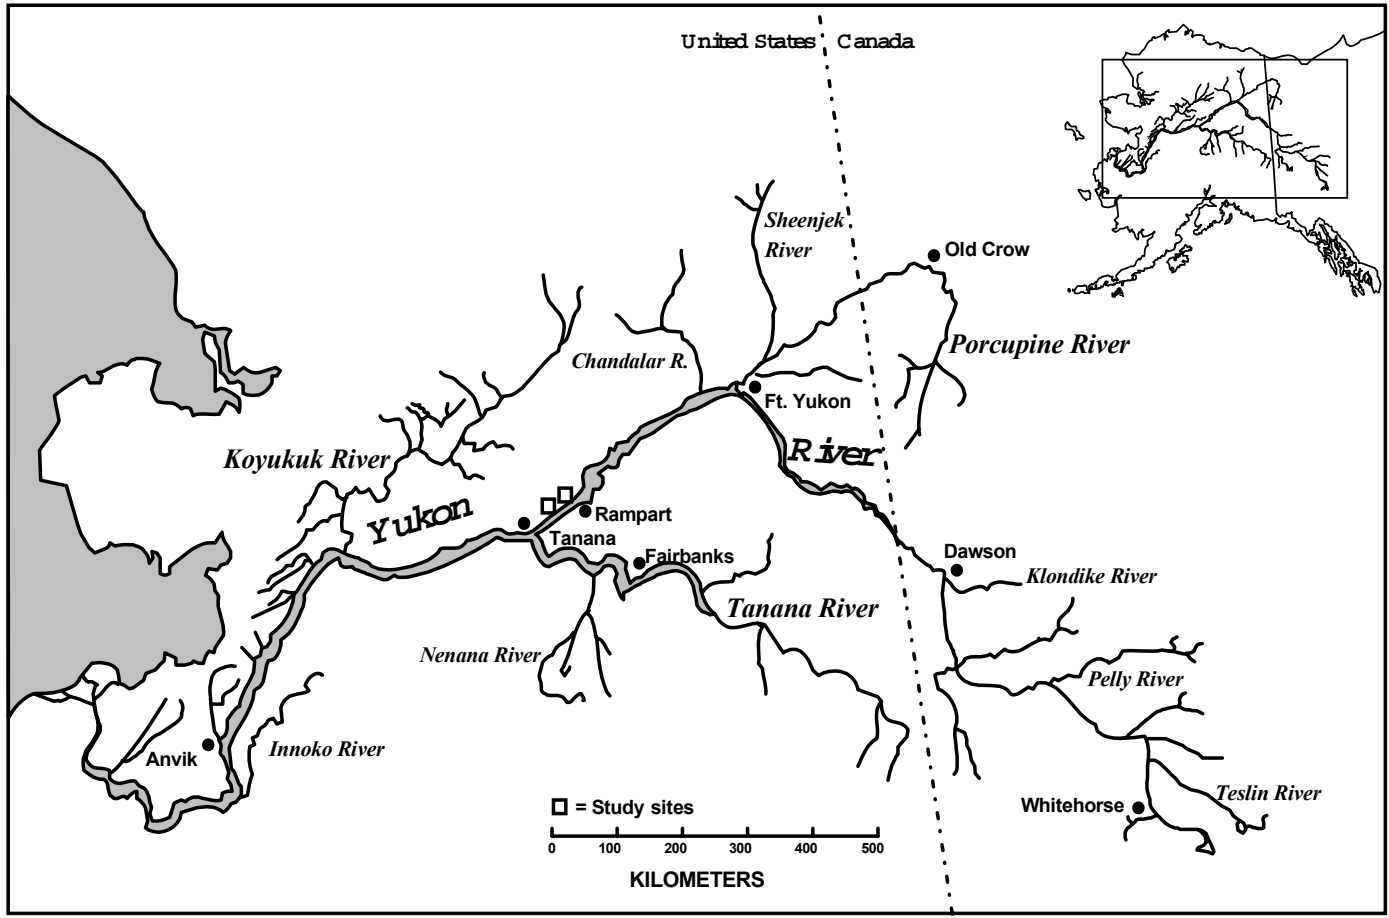 United States Canada
Sheenjek
River
Old Crow
Porcupine River
Chandalar R.
Ft. Yukon
River
Koyukuk River
Yukon
Rampart
Tanana
Fairbanks
Dawson
Klondike River
Tanana River
Nenana River
Pelly River
Innoko River
Anvik
Teslin River
Whitehorse
= Study sites
0 100 200 300 400 500
KILOMETERS